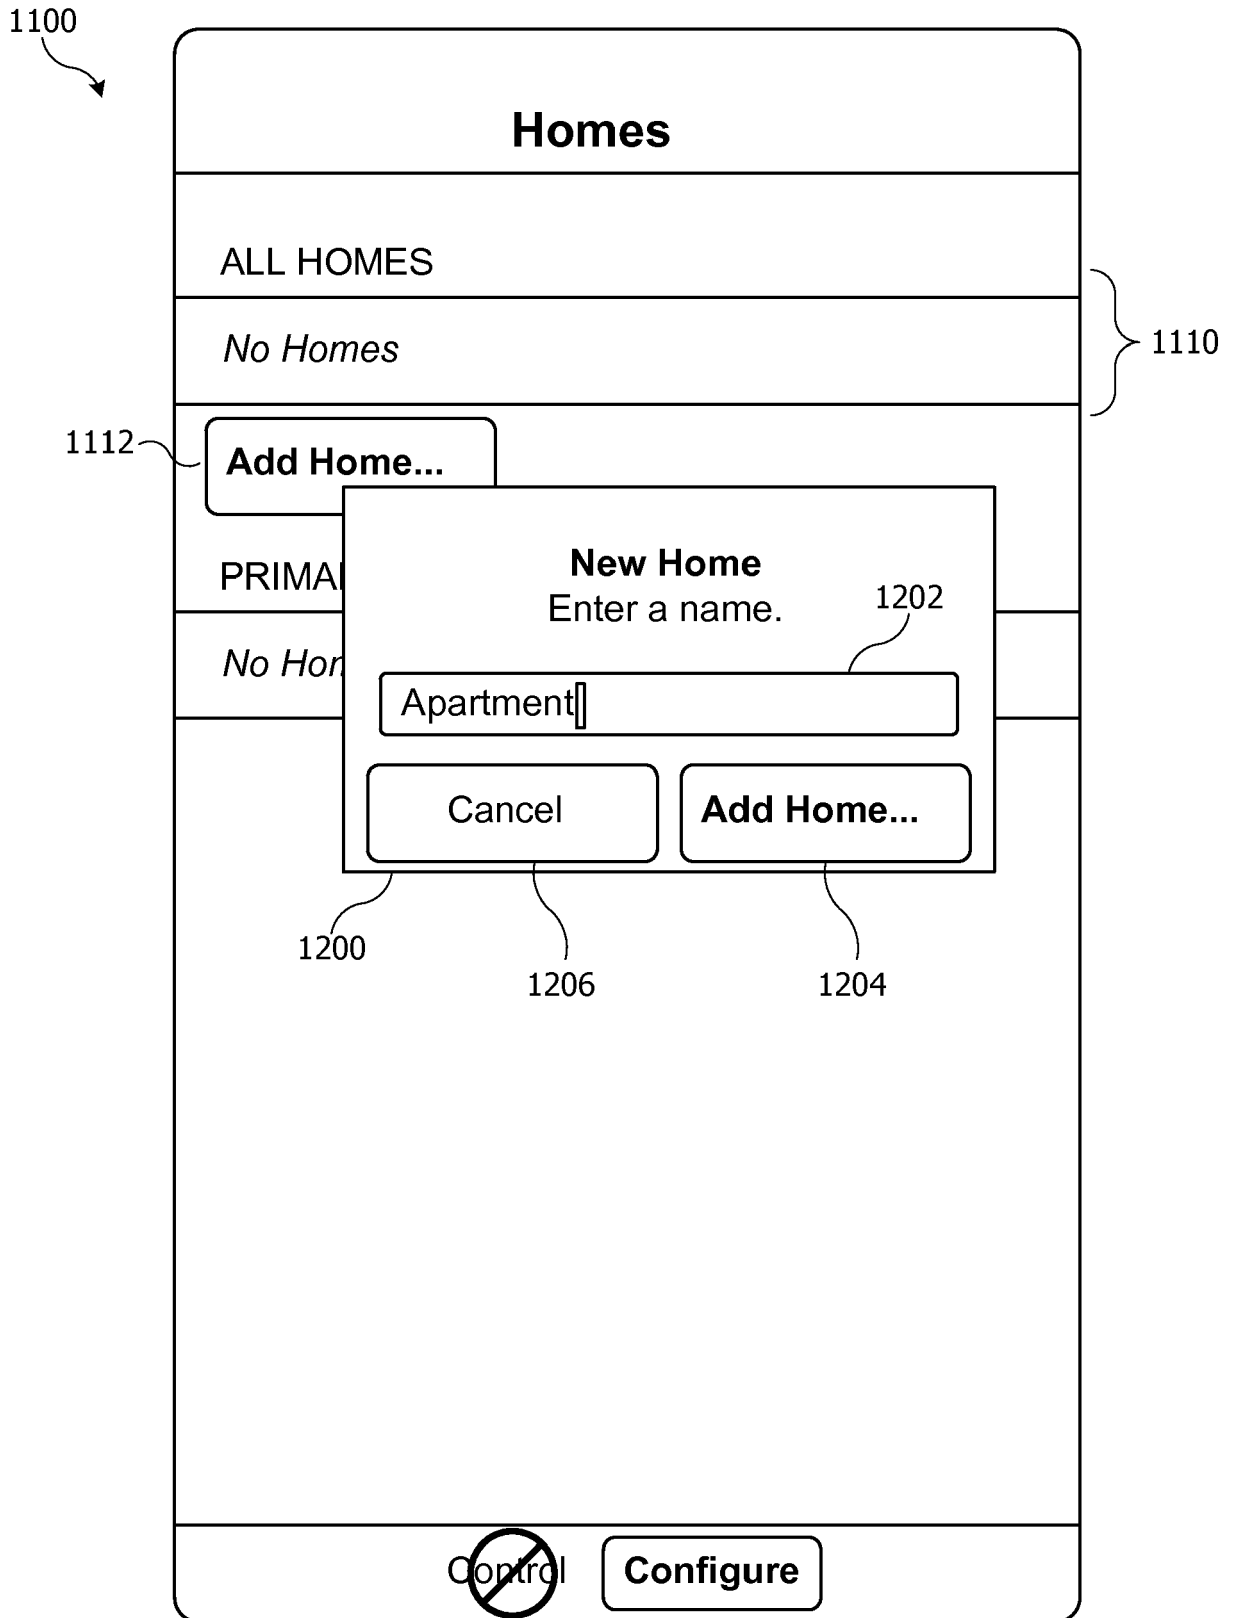 1100
Homes
ALL HOMES
No Homes
1110
1112
Add Home...
New Home
Enter a name.
1202
PRIMA
No Hon
Apartment
Cancel
Add Home...
1200
1206
1204
Control
Configure